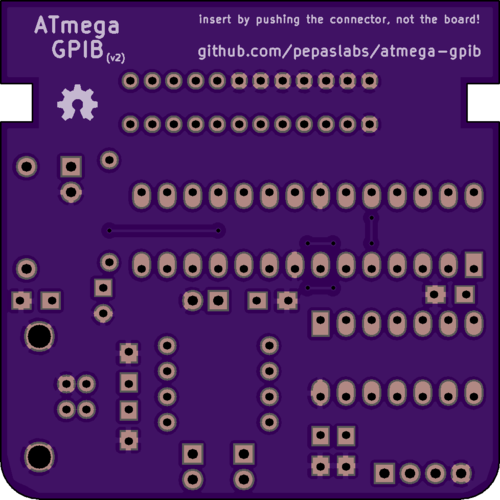 ATmega
GPIB (v2)
insert by pushing the connector, not the board!
github.com/pepaslabs/atmega-gpib